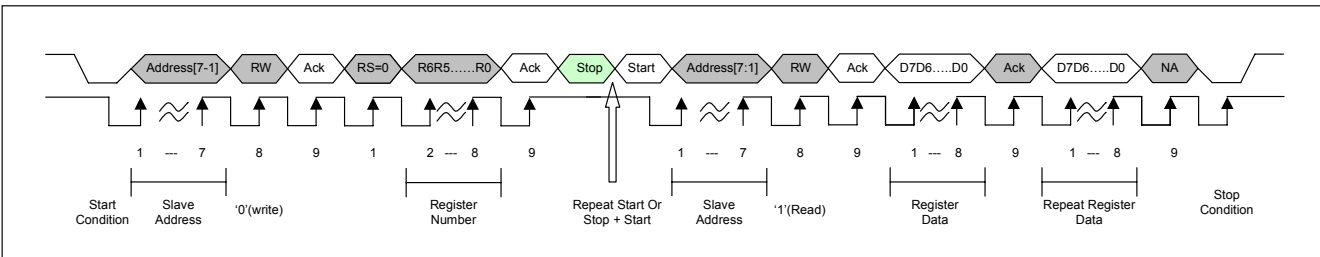 Address[7-1] RW Ack RS=0 R6R5......R0 Ack Stop Start Address[7:1] RW Ack D7D6.....D0 Ack D7D6.....D0 NA
1 --- 7 8 9 1 2 --- 8 9 1 --- 7 8 9 1 --- 8 9 1 --- 8 9
Start Condition
Slave Address
‘0’(write)
Register Number
Repeat Start Or Stop + Start
Slave Address
‘1’(Read)
Register Data
Repeat Register Data
Stop Condition